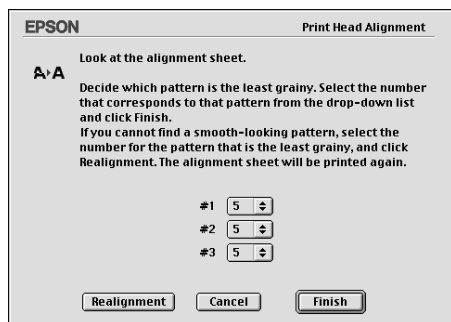 EPSON Print Head Alignment
Look at the alignment sheet.
A▸A
Decide which pattern is the least grainy. Select the number
that corresponds to that pattern from the drop-down list
and click Finish.
If you cannot find a smooth-looking pattern, select the
number for the pattern that is the least grainy, and click
Realignment. The alignment sheet will be printed again.
#1 5
#2 5
#3 5
Realignment Cancel Finish